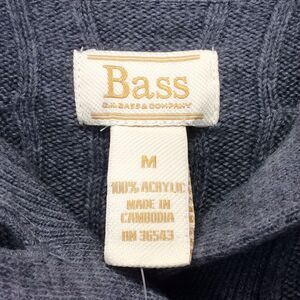 Bass
G.H. BASS & COMPANY
M
100% ACRYLIC
MADE IN
CAMBODIA
RN 36543